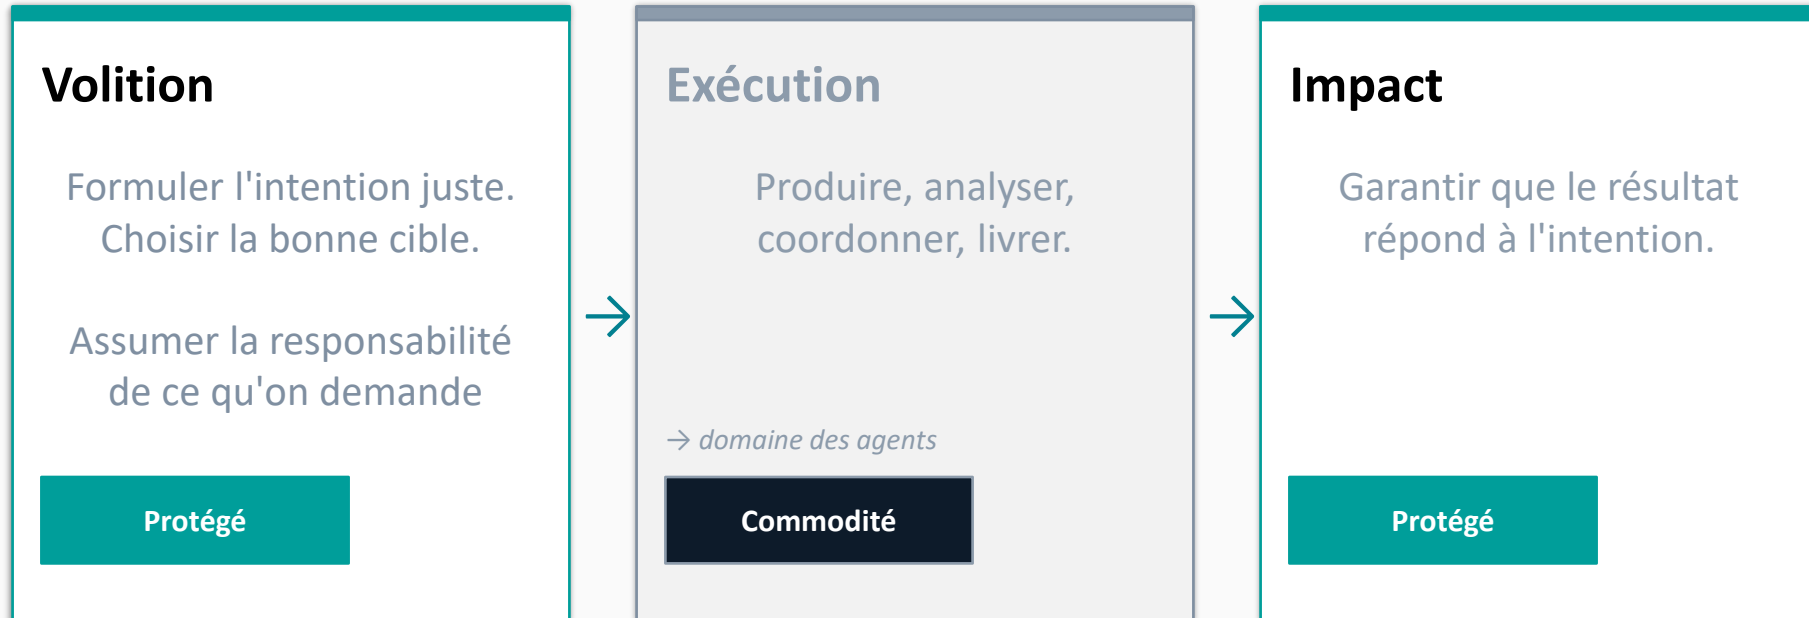 Volition
Formuler l'intention juste.
Choisir la bonne cible.
Assumer la responsabilité
de ce qu'on demande
Protégé
→
Exécution
Produire, analyser,
coordonner, livrer.
→ domaine des agents
Commodité
→
Impact
Garantir que le résultat
répond à l'intention.
Protégé